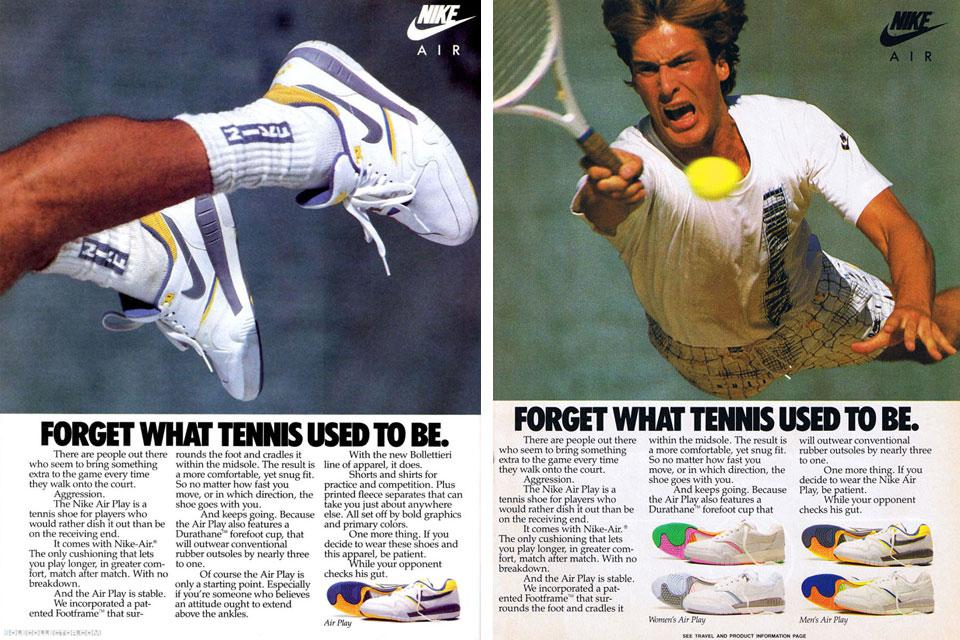 NIKE
AIR
NIKE
NIKE
FORGET WHAT TENNIS USED TO BE.
There are people out there
who seem to bring something
extra to the game every time
they walk onto the court.
Aggression.
The Nike Air Play is a
tennis shoe for players who
would rather dish it out than be
on the receiving end.
It comes with Nike-Air.®
The only cushioning that lets
you play longer, in greater com-
fort, match after match. With no
breakdown.
And the Air Play is stable.
We incorporated a pat-
ented Footframe™ that sur-
rounds the foot and cradles it
within the midsole. The result is
a more comfortable, yet snug fit.
So no matter how fast you
move, or in which direction, the
shoe goes with you.
And keeps going. Because
the Air Play also features a
Durathane™ forefoot cup, that
will outwear conventional
rubber outsoles by nearly three
to one.
Of course the Air Play is
only a starting point. Especially
if you're someone who believes
an attitude ought to extend
above the ankles.
With the new Bollettieri
line of apparel, it does.
Shorts and shirts for
practice and competition. Plus
printed fleece separates that can
take you just about anywhere
else. All set off by bold graphics
and primary colors.
One more thing. If you
decide to wear these shoes and
this apparel, be patient.
While your opponent
checks his gut.
Air Play
SOLECOLLECTOR.COM
NIKE
AIR
FORGET WHAT TENNIS USED TO BE.
There are people out there
who seem to bring something
extra to the game every time
they walk onto the court.
Aggression.
The Nike Air Play is a
tennis shoe for players who
would rather dish it out than be
on the receiving end.
It comes with Nike-Air.®
The only cushioning that lets
you play longer, in greater com-
fort, match after match. With no
breakdown.
And the Air Play is stable.
We incorporated a pat-
ented Footframe™ that sur-
rounds the foot and cradles it
within the midsole. The result is
a more comfortable, yet snug fit.
So no matter how fast you
move, or in which direction, the
shoe goes with you.
And keeps going. Because
the Air Play also features a
Durathane™ forefoot cup that
will outwear conventional
rubber outsoles by nearly three
to one.
One more thing. If you
decide to wear the Nike Air
Play, be patient.
While your opponent
checks his gut.
Women's Air Play
Men's Air Play
SEE TRAVEL AND PRODUCT INFORMATION PAGE